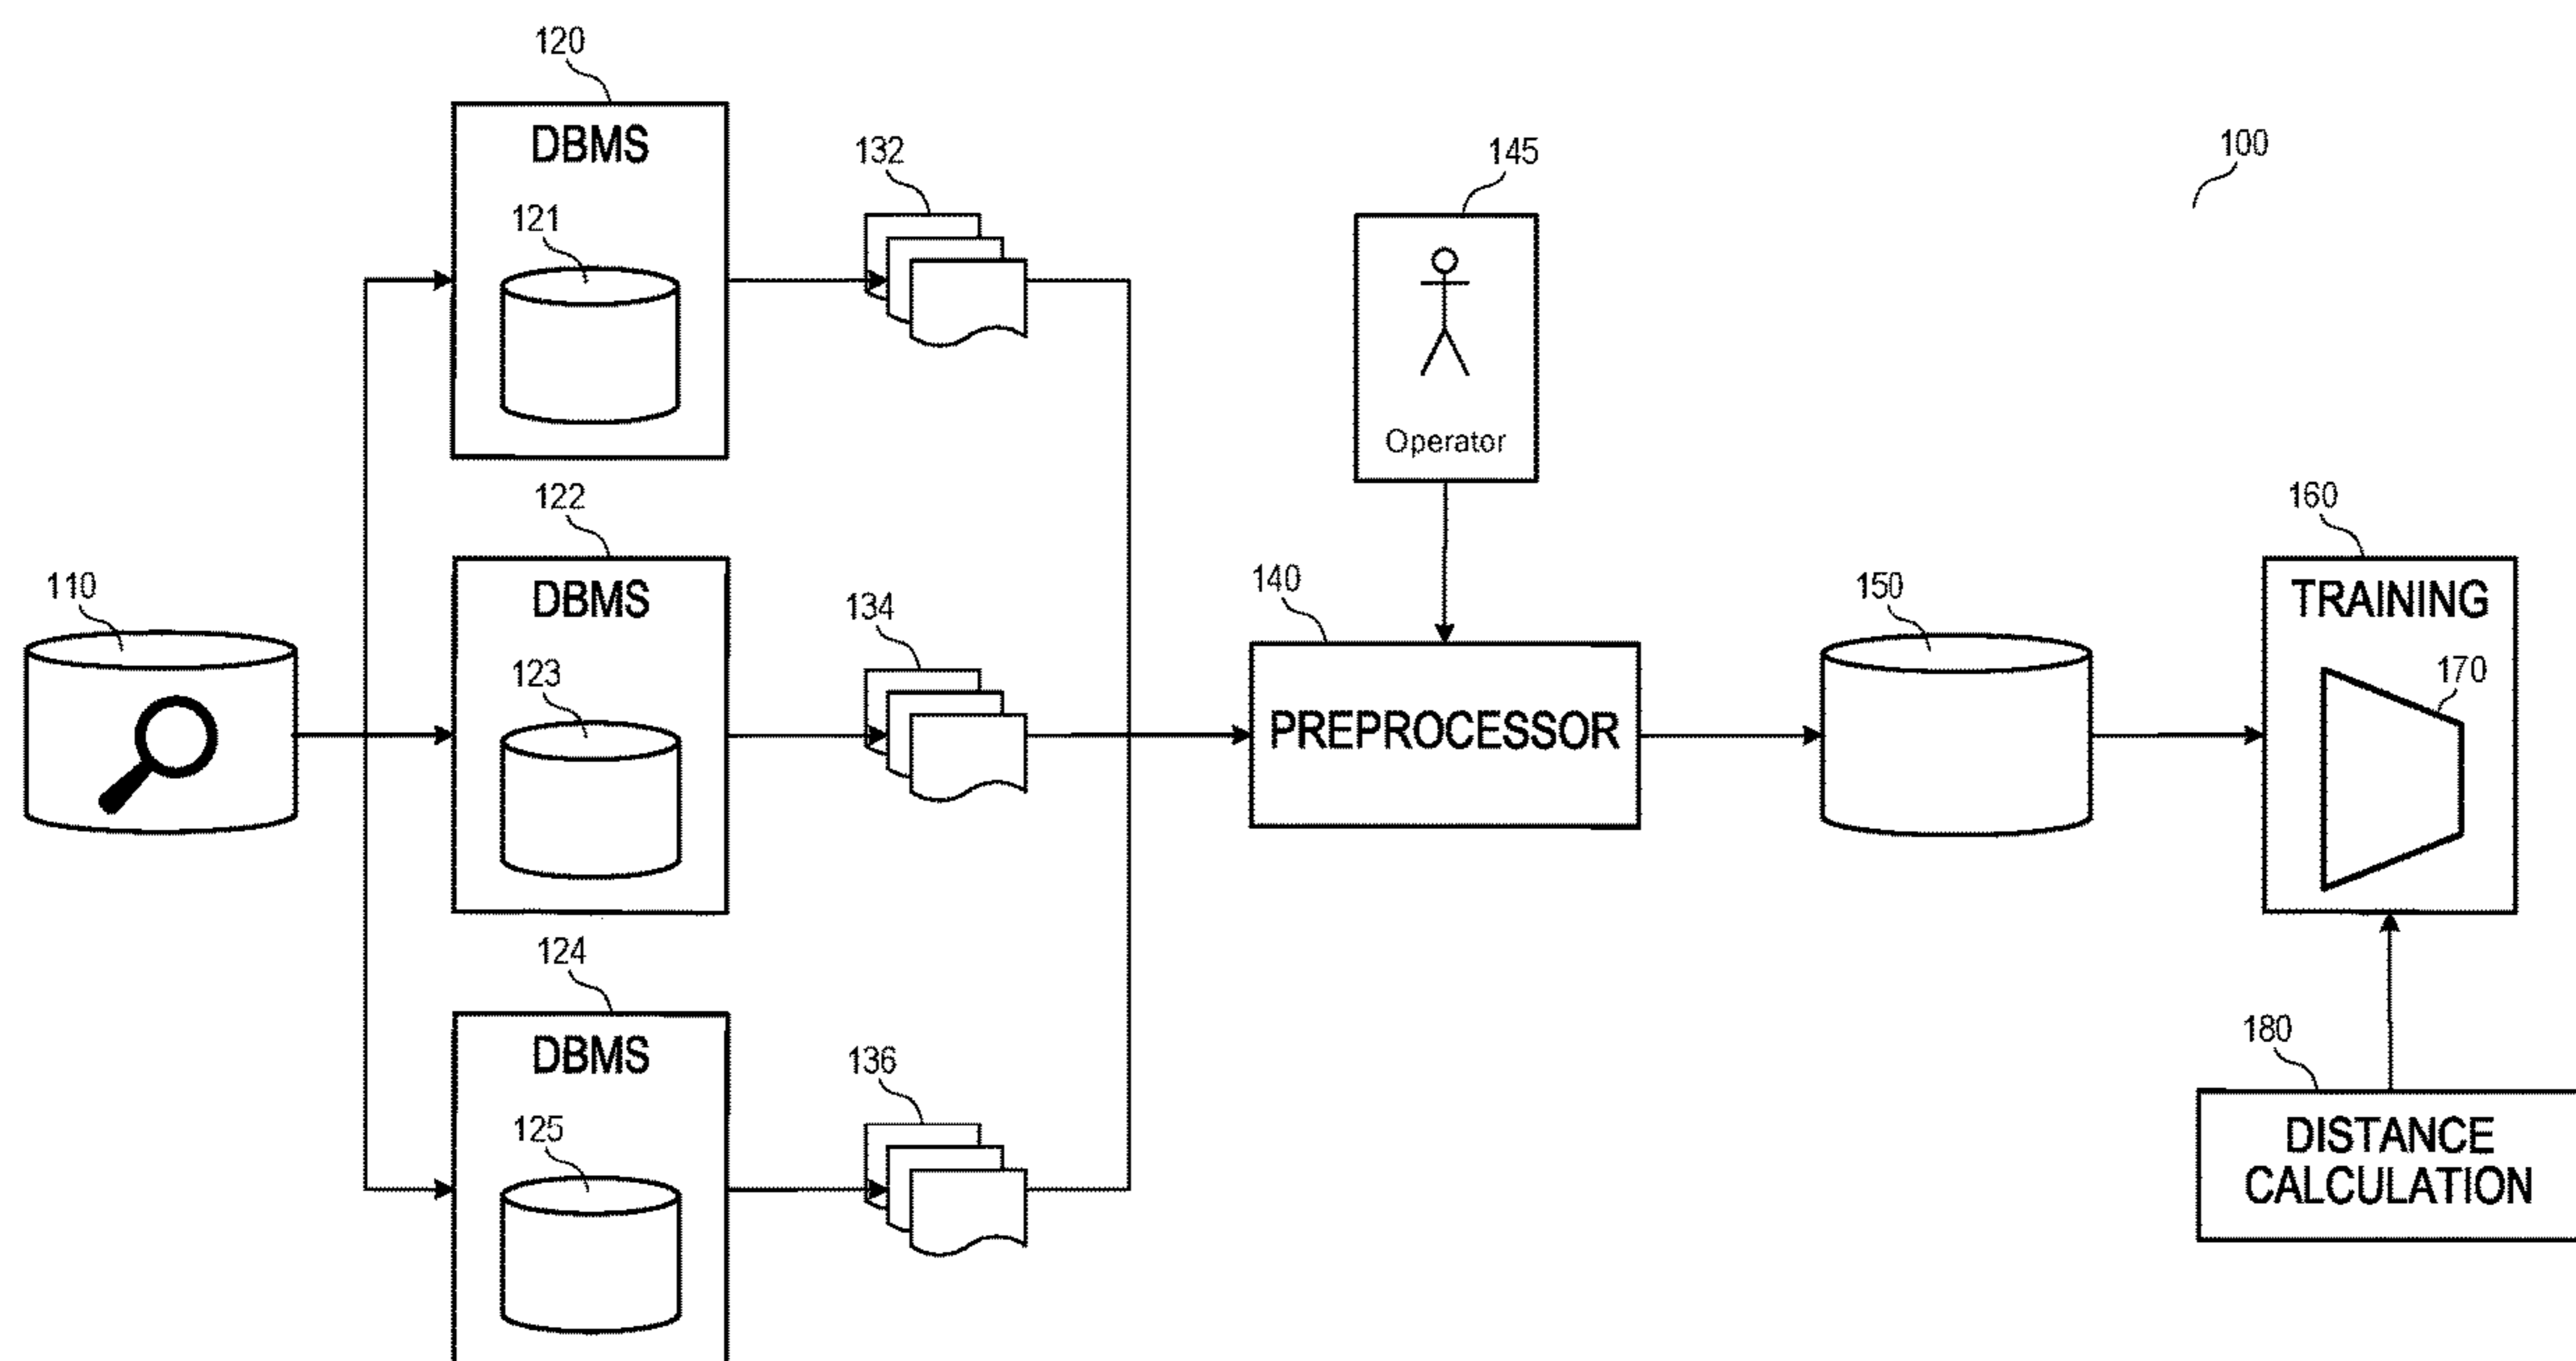 120
DBMS
121
132
145
100
Operator
122
DBMS
123
134
110
140
PREPROCESSOR
150
160
TRAINING
170
124
DBMS
125
136
180
DISTANCE
CALCULATION